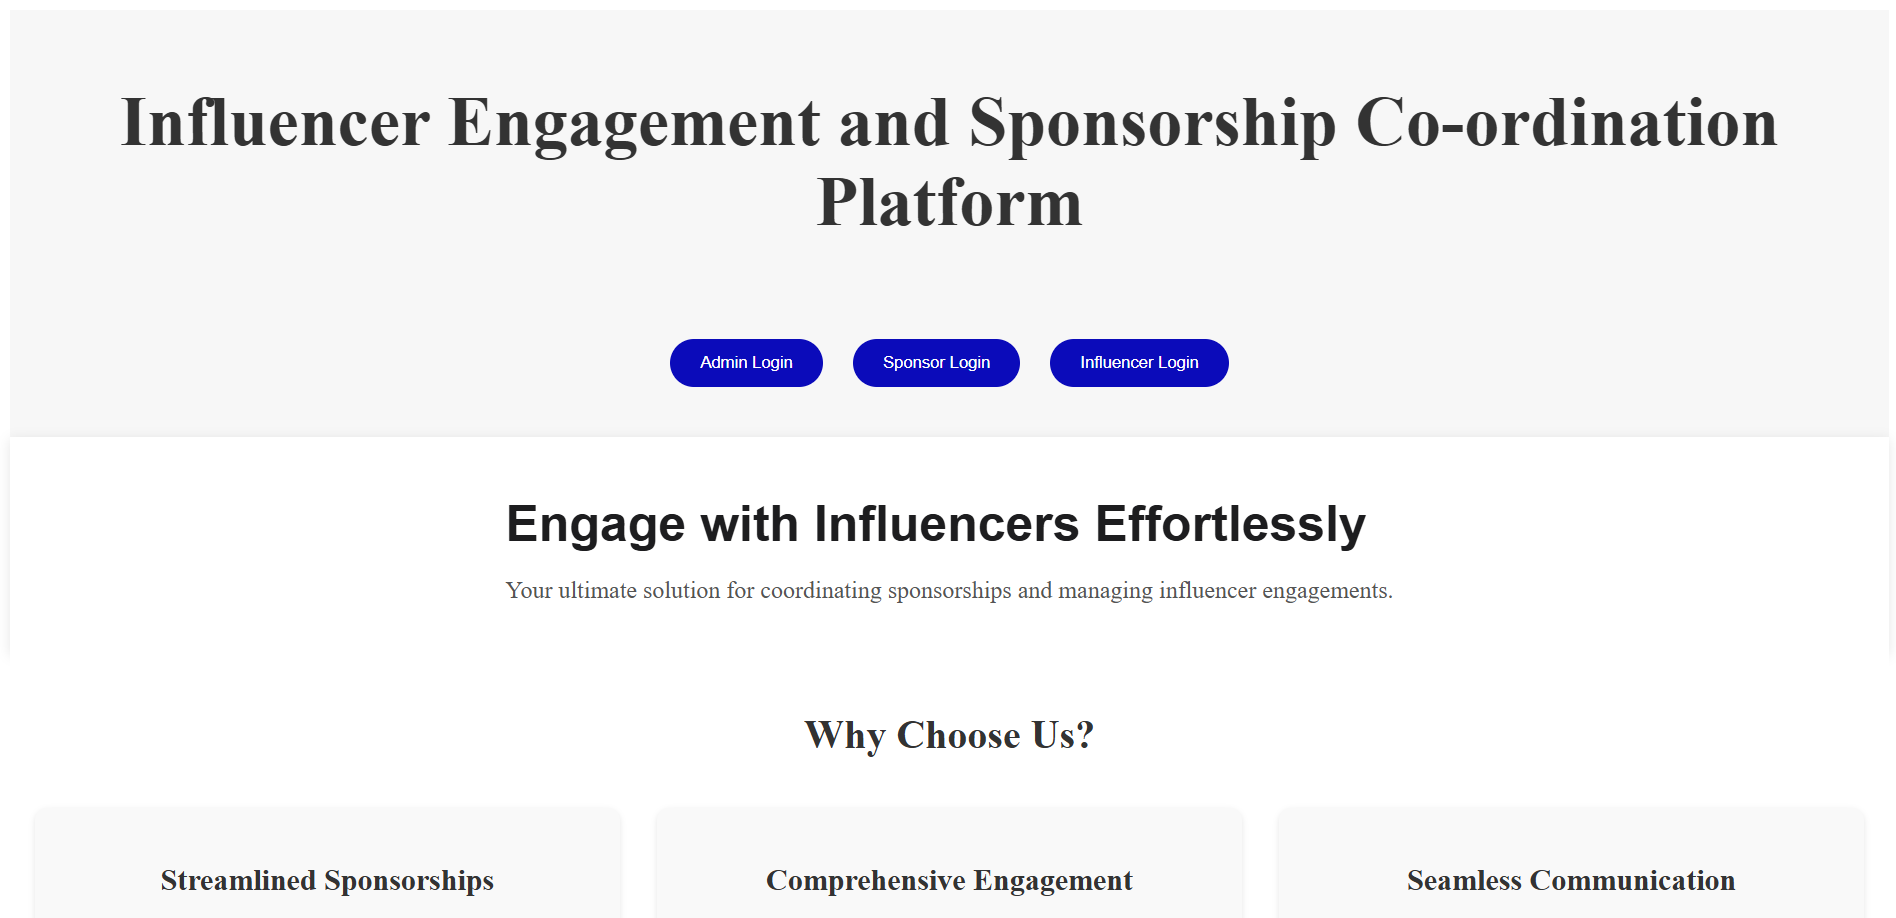 Influencer Engagement and Sponsorship Co-ordination
Platform
Admin Login
Sponsor Login
Influencer Login
Engage with Influencers Effortlessly
Your ultimate solution for coordinating sponsorships and managing influencer engagements.
Why Choose Us?
Streamlined Sponsorships
Comprehensive Engagement
Seamless Communication